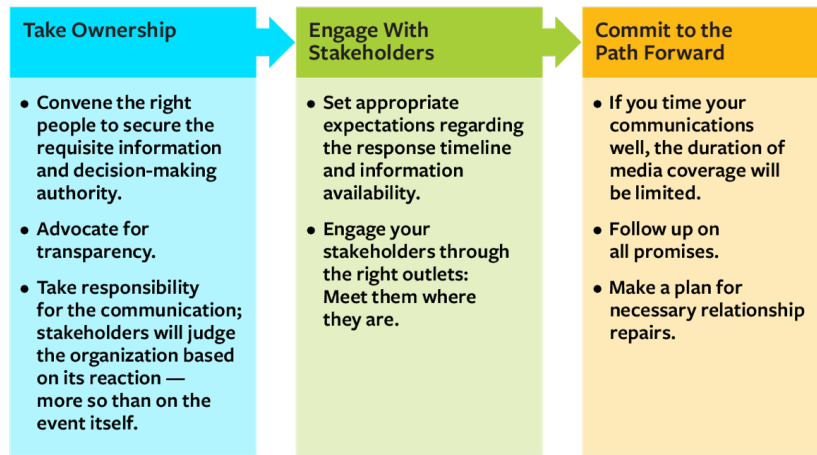 Take Ownership
• Convene the right
people to secure the
requisite information
and decision-making
authority.
• Advocate for
transparency.
• Take responsibility
for the communication;
stakeholders will judge
the organization based
on its reaction —
more so than on the
event itself.
Engage With
Stakeholders
• Set appropriate
expectations regarding
the response timeline
and information
availability.
• Engage your
stakeholders through
the right outlets:
Meet them where
they are.
Commit to the
Path Forward
• If you time your
communications
well, the duration of
media coverage will
be limited.
• Follow up on
all promises.
• Make a plan for
necessary relationship
repairs.